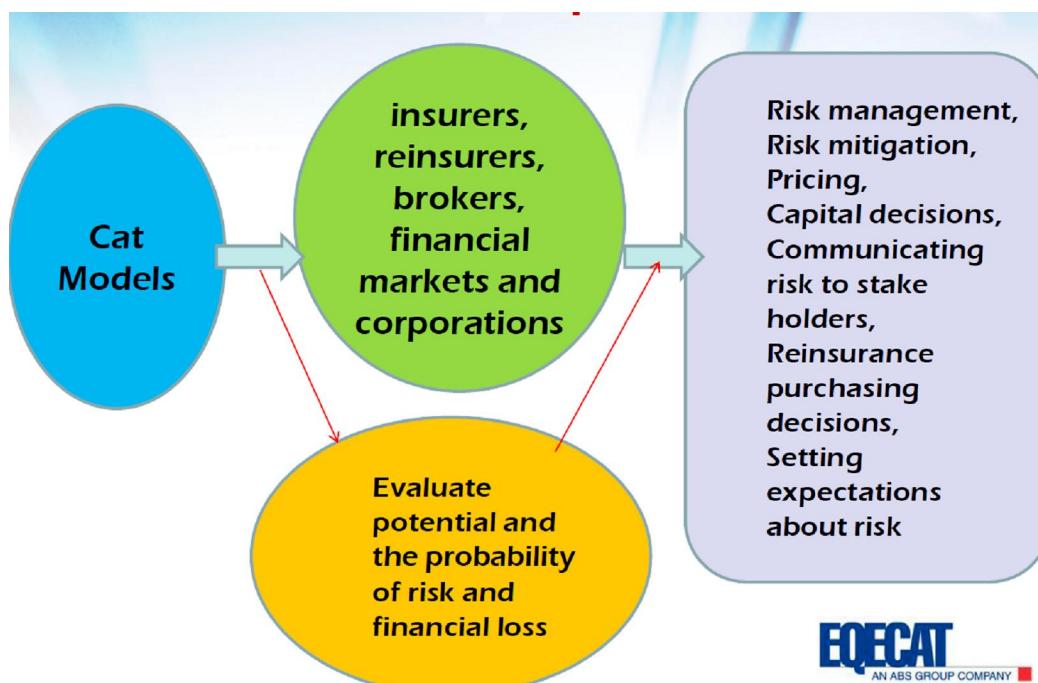 Cat
Models
insurers,
reinsurers,
brokers,
financial
markets and
corporations
Evaluate
potential and
the probability
of risk and
financial loss
Risk management,
Risk mitigation,
Pricing,
Capital decisions,
Communicating
risk to stake
holders,
Reinsurance
purchasing
decisions,
Setting
expectations
about risk
EQECAT
AN ABS GROUP COMPANY